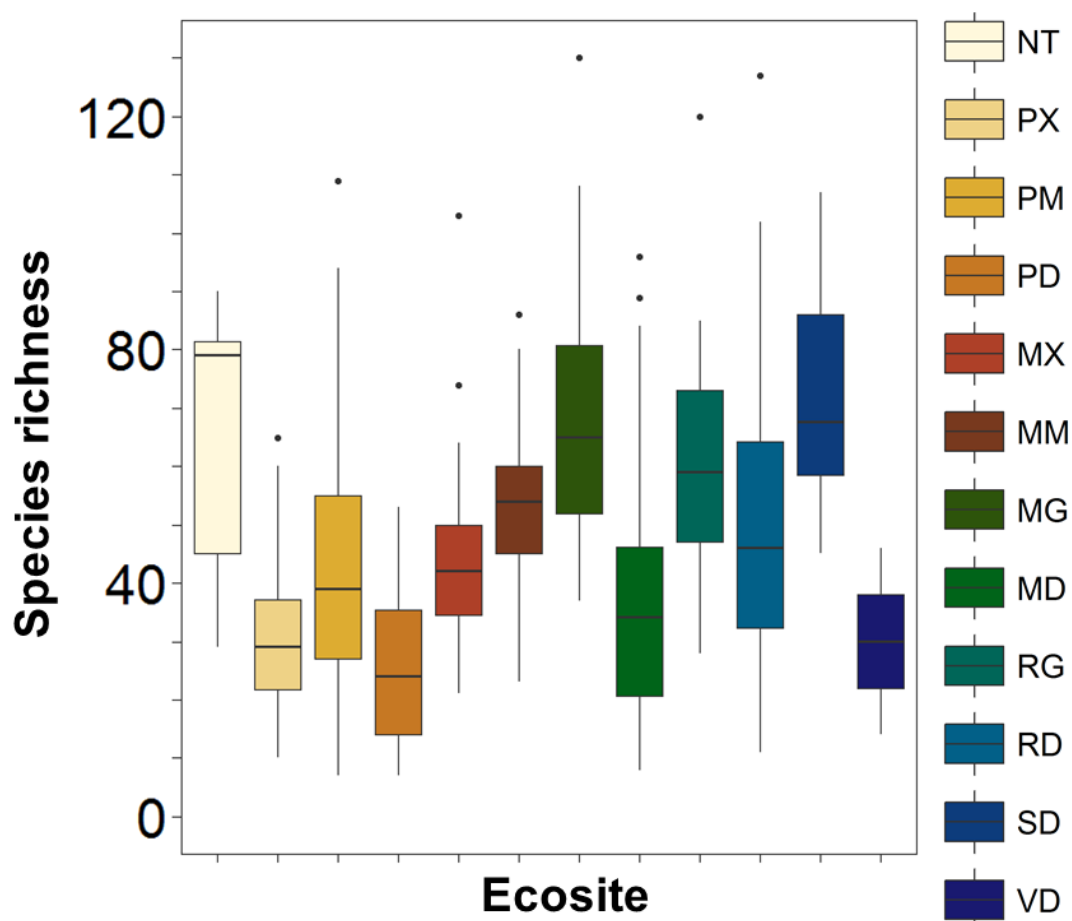 Species richness
120
80
40
0
Ecosite
NT
PX
PM
PD
MX
MM
MG
MD
RG
RD
SD
VD